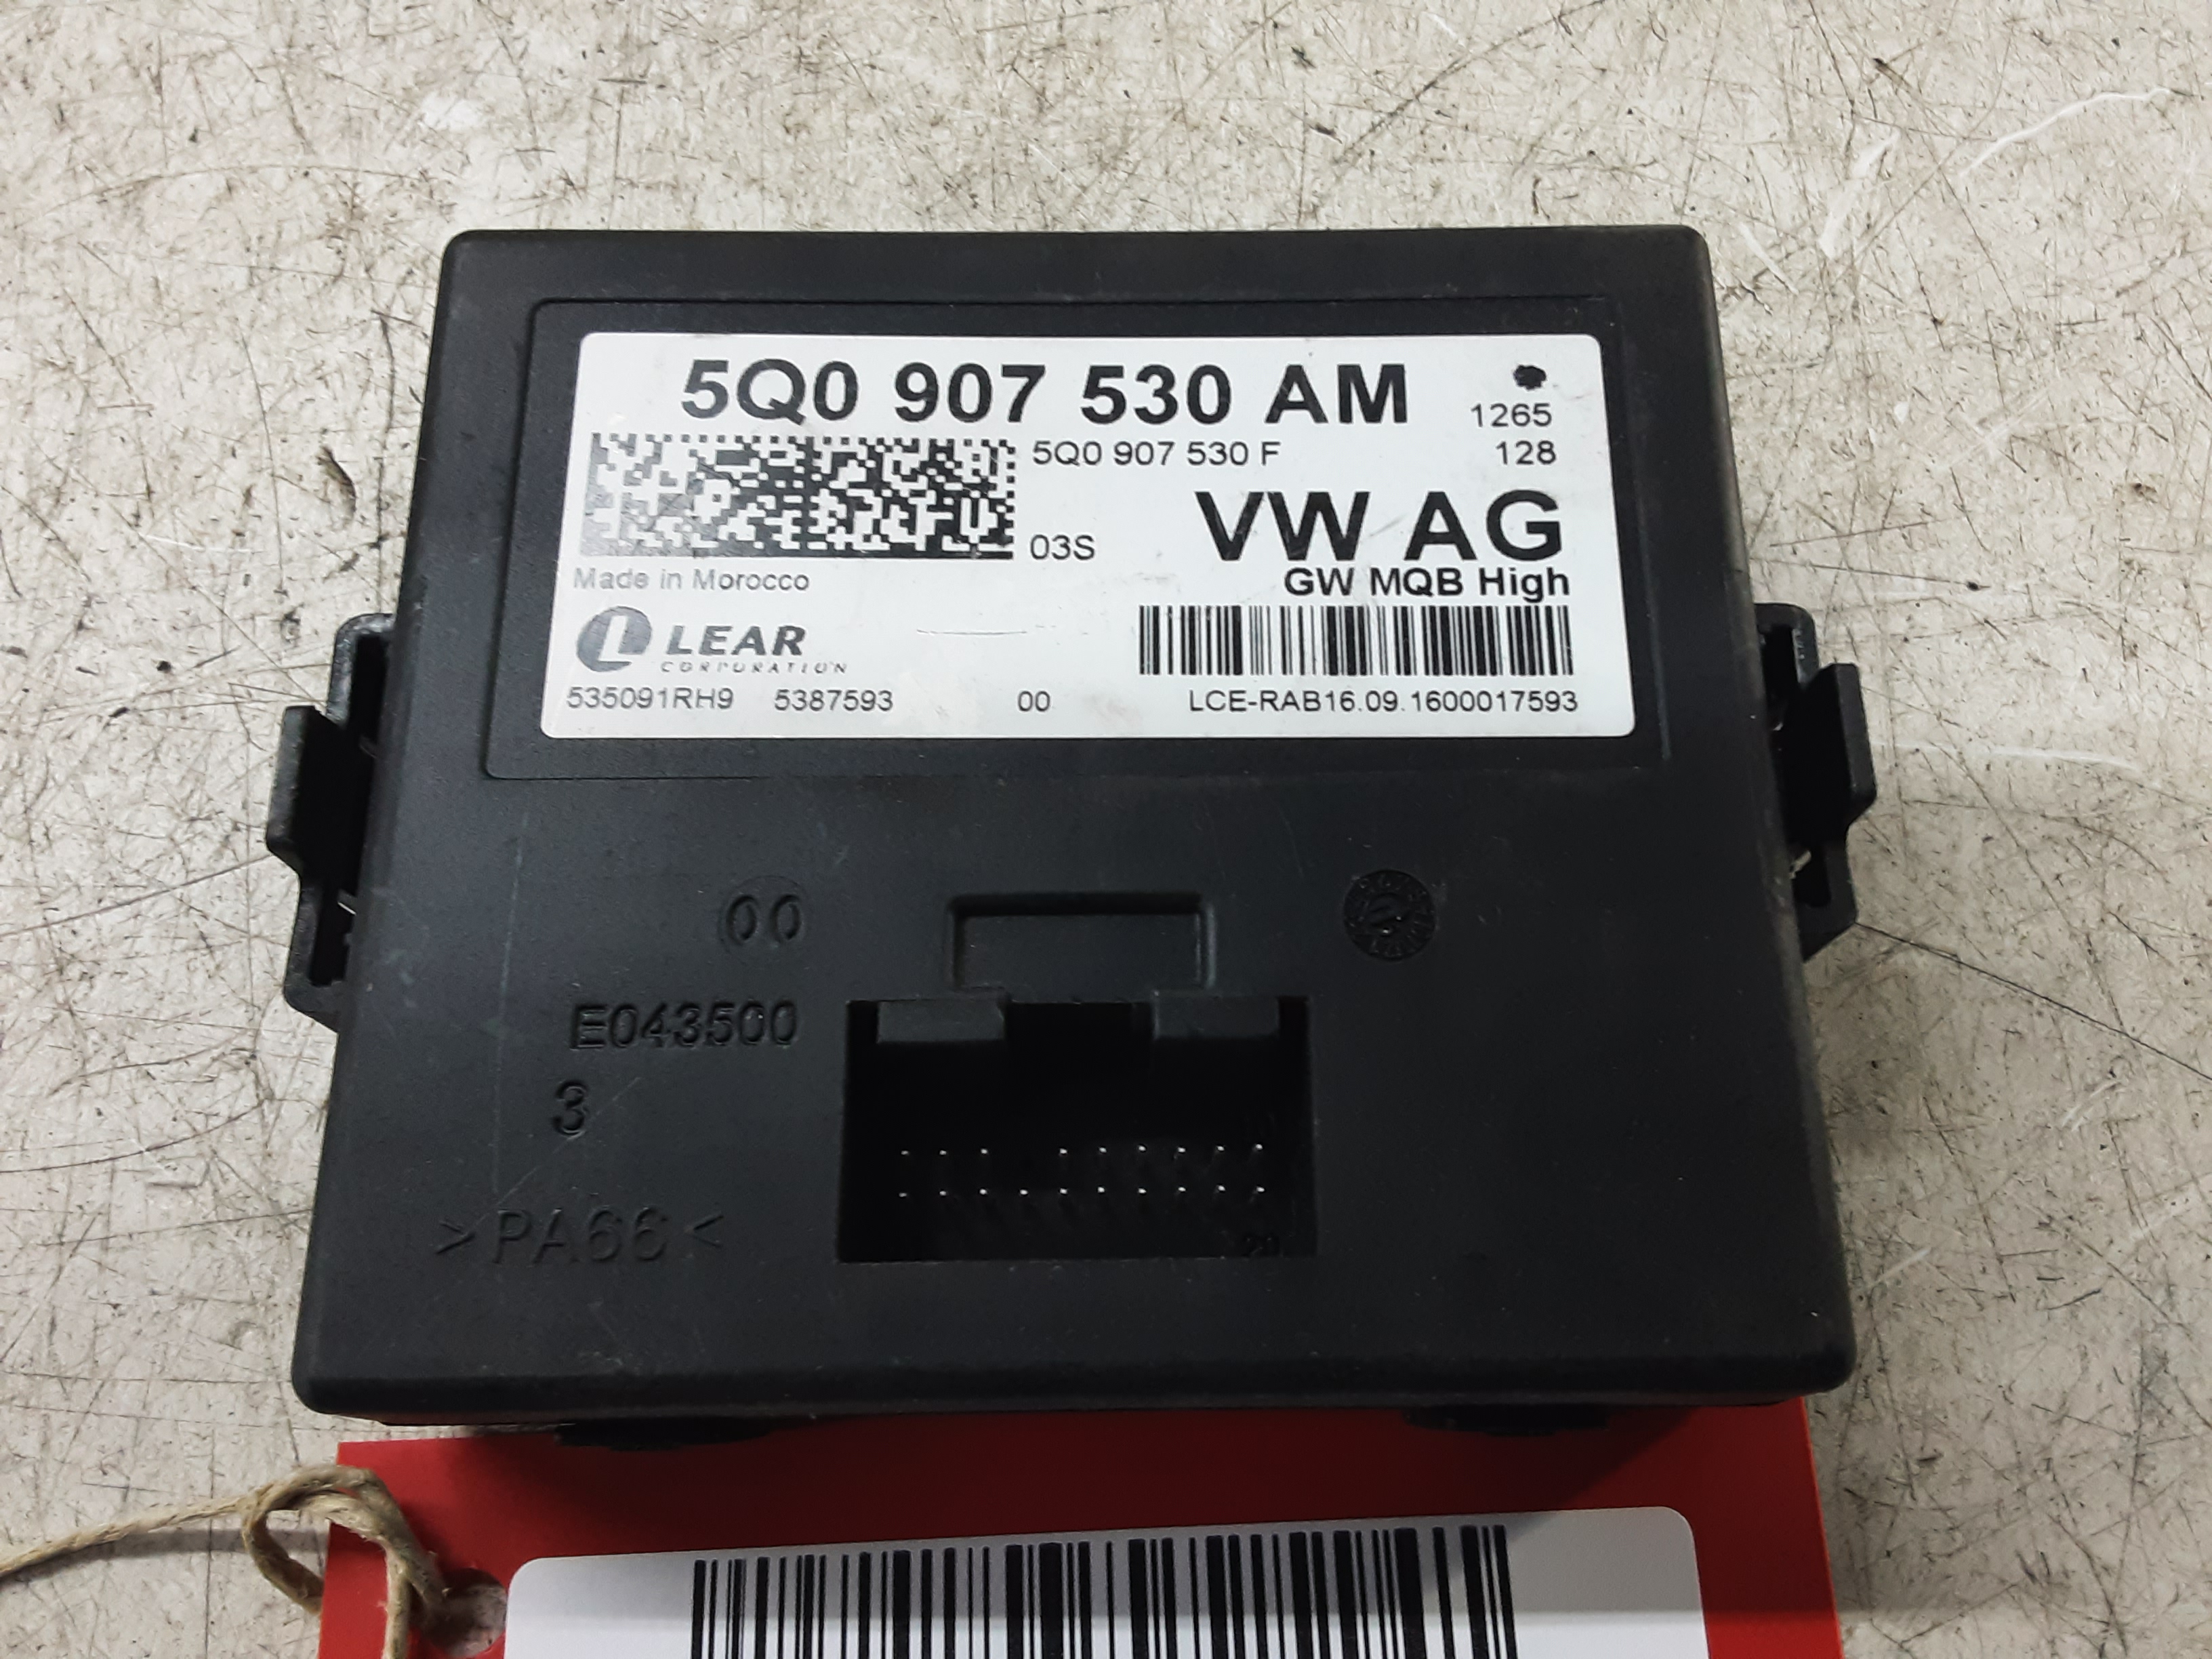 5Q0 907 530 AM
1265
5Q0 907 530 F
128
VW AG
03S
GW MQB High
Made in Morocco
LEAR
CORPORATION
535091RH9 5387593 00 LCE-RAB16.09.1600017593
00
E043500
3
>PA66<
20